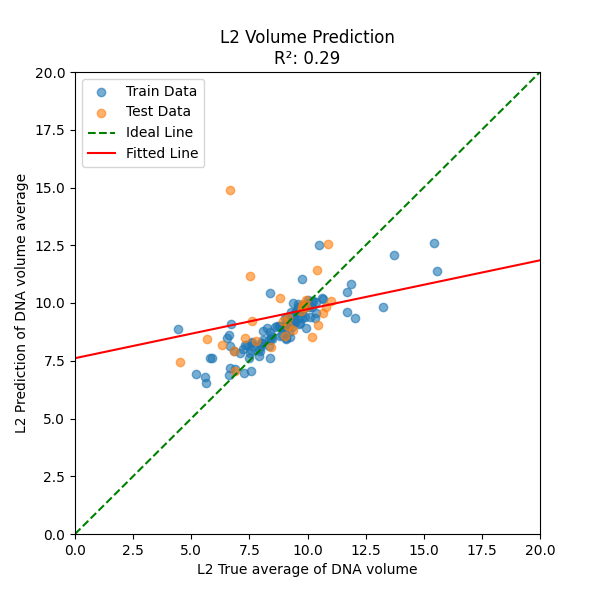 L2 Volume Prediction
R²: 0.29
Train Data
Test Data
Ideal Line
Fitted Line
20.0
17.5
15.0
12.5
10.0
7.5
5.0
2.5
0.0
L2 Prediction of DNA volume average
0.0 2.5 5.0 7.5 10.0 12.5 15.0 17.5 20.0
L2 True average of DNA volume